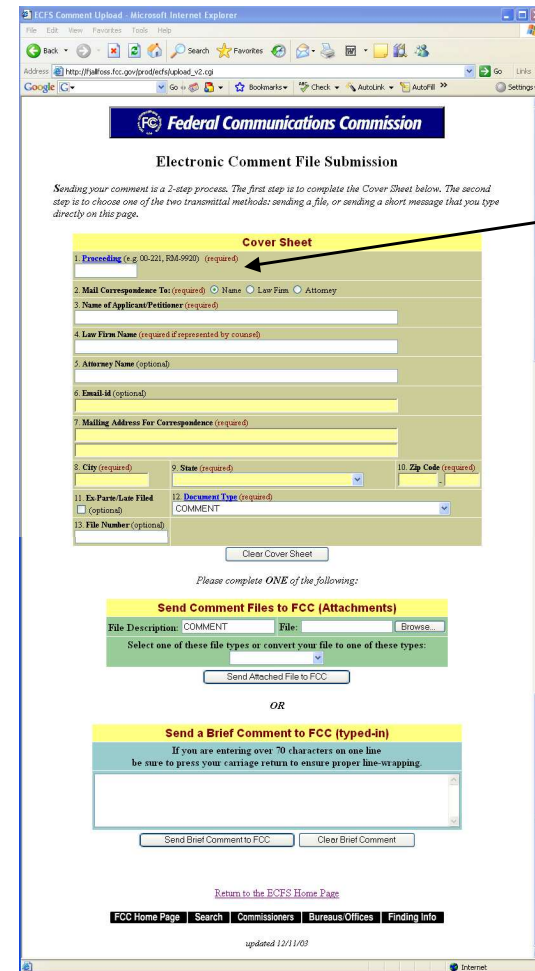 ECFS Comment Upload - Microsoft Internet Explorer
File Edit View Favorites Tools Help
Back Search Favorites
Address http://fjallfoss.fcc.gov/prod/ecfs/upload_v2.cgi Go Links
Google G Go Bookmarks Check AutoLink AutoFill Settings
FCC Federal Communications Commission
Electronic Comment File Submission
Sending your comment is a 2-step process. The first step is to complete the Cover Sheet below. The second
step is to choose one of the two transmittal methods: sending a file, or sending a short message that you type
directly on this page.
Cover Sheet
1. Proceeding (e.g. 00-221, RM-9920) (required)
2. Mail Correspondence To: (required) Name Law Firm Attorney
3. Name of Applicant/Petitioner (required)
4. Law Firm Name (required if represented by counsel)
5. Attorney Name (optional)
6. Email-id (optional)
7. Mailing Address For Correspondence (required)
8. City (required) 9. State (required) 10. Zip Code (required)
-
11. Ex-Parte/Late Filed 12. Document Type (required)
(optional) COMMENT
13. File Number (optional)
Clear Cover Sheet
Please complete ONE of the following:
Send Comment Files to FCC (Attachments)
File Description: COMMENT File: Browse...
Select one of these file types or convert your file to one of these types:
Send Attached File to FCC
OR
Send a Brief Comment to FCC (typed-in)
If you are entering over 70 characters on one line
be sure to press your carriage return to ensure proper line-wrapping.
Send Brief Comment to FCC Clear Brief Comment
Return to the ECFS Home Page
FCC Home Page Search Commissioners Bureaus/Offices Finding Info
updated 12/11/03
Internet